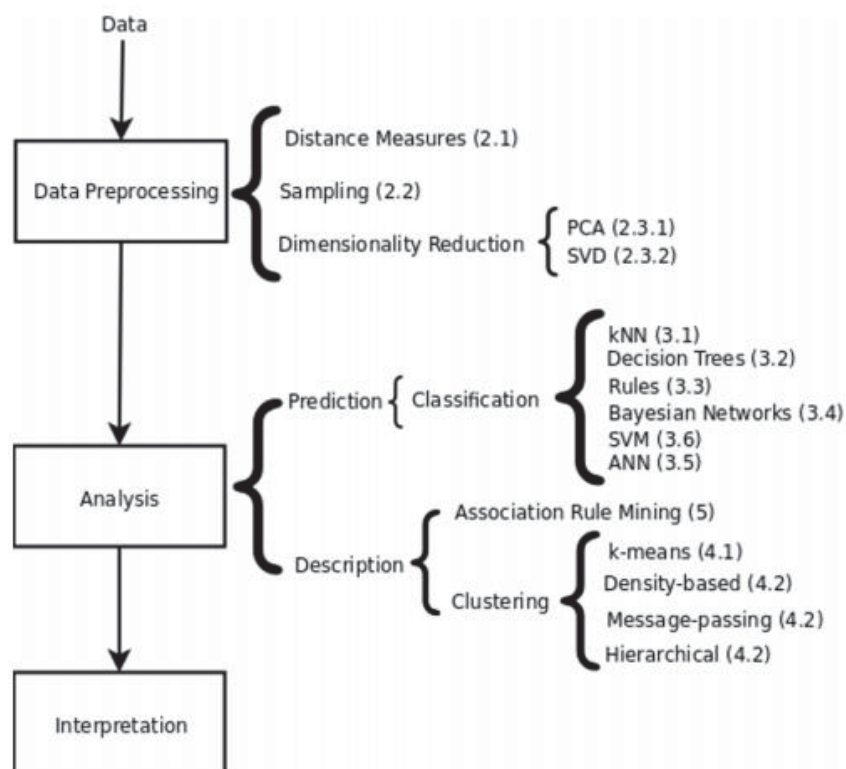 Data
Data Preprocessing
Distance Measures (2.1)
Sampling (2.2)
Dimensionality Reduction
PCA (2.3.1)
SVD (2.3.2)
Analysis
Prediction
Classification
kNN (3.1)
Decision Trees (3.2)
Rules (3.3)
Bayesian Networks (3.4)
SVM (3.6)
ANN (3.5)
Description
Association Rule Mining (5)
Clustering
k-means (4.1)
Density-based (4.2)
Message-passing (4.2)
Hierarchical (4.2)
Interpretation